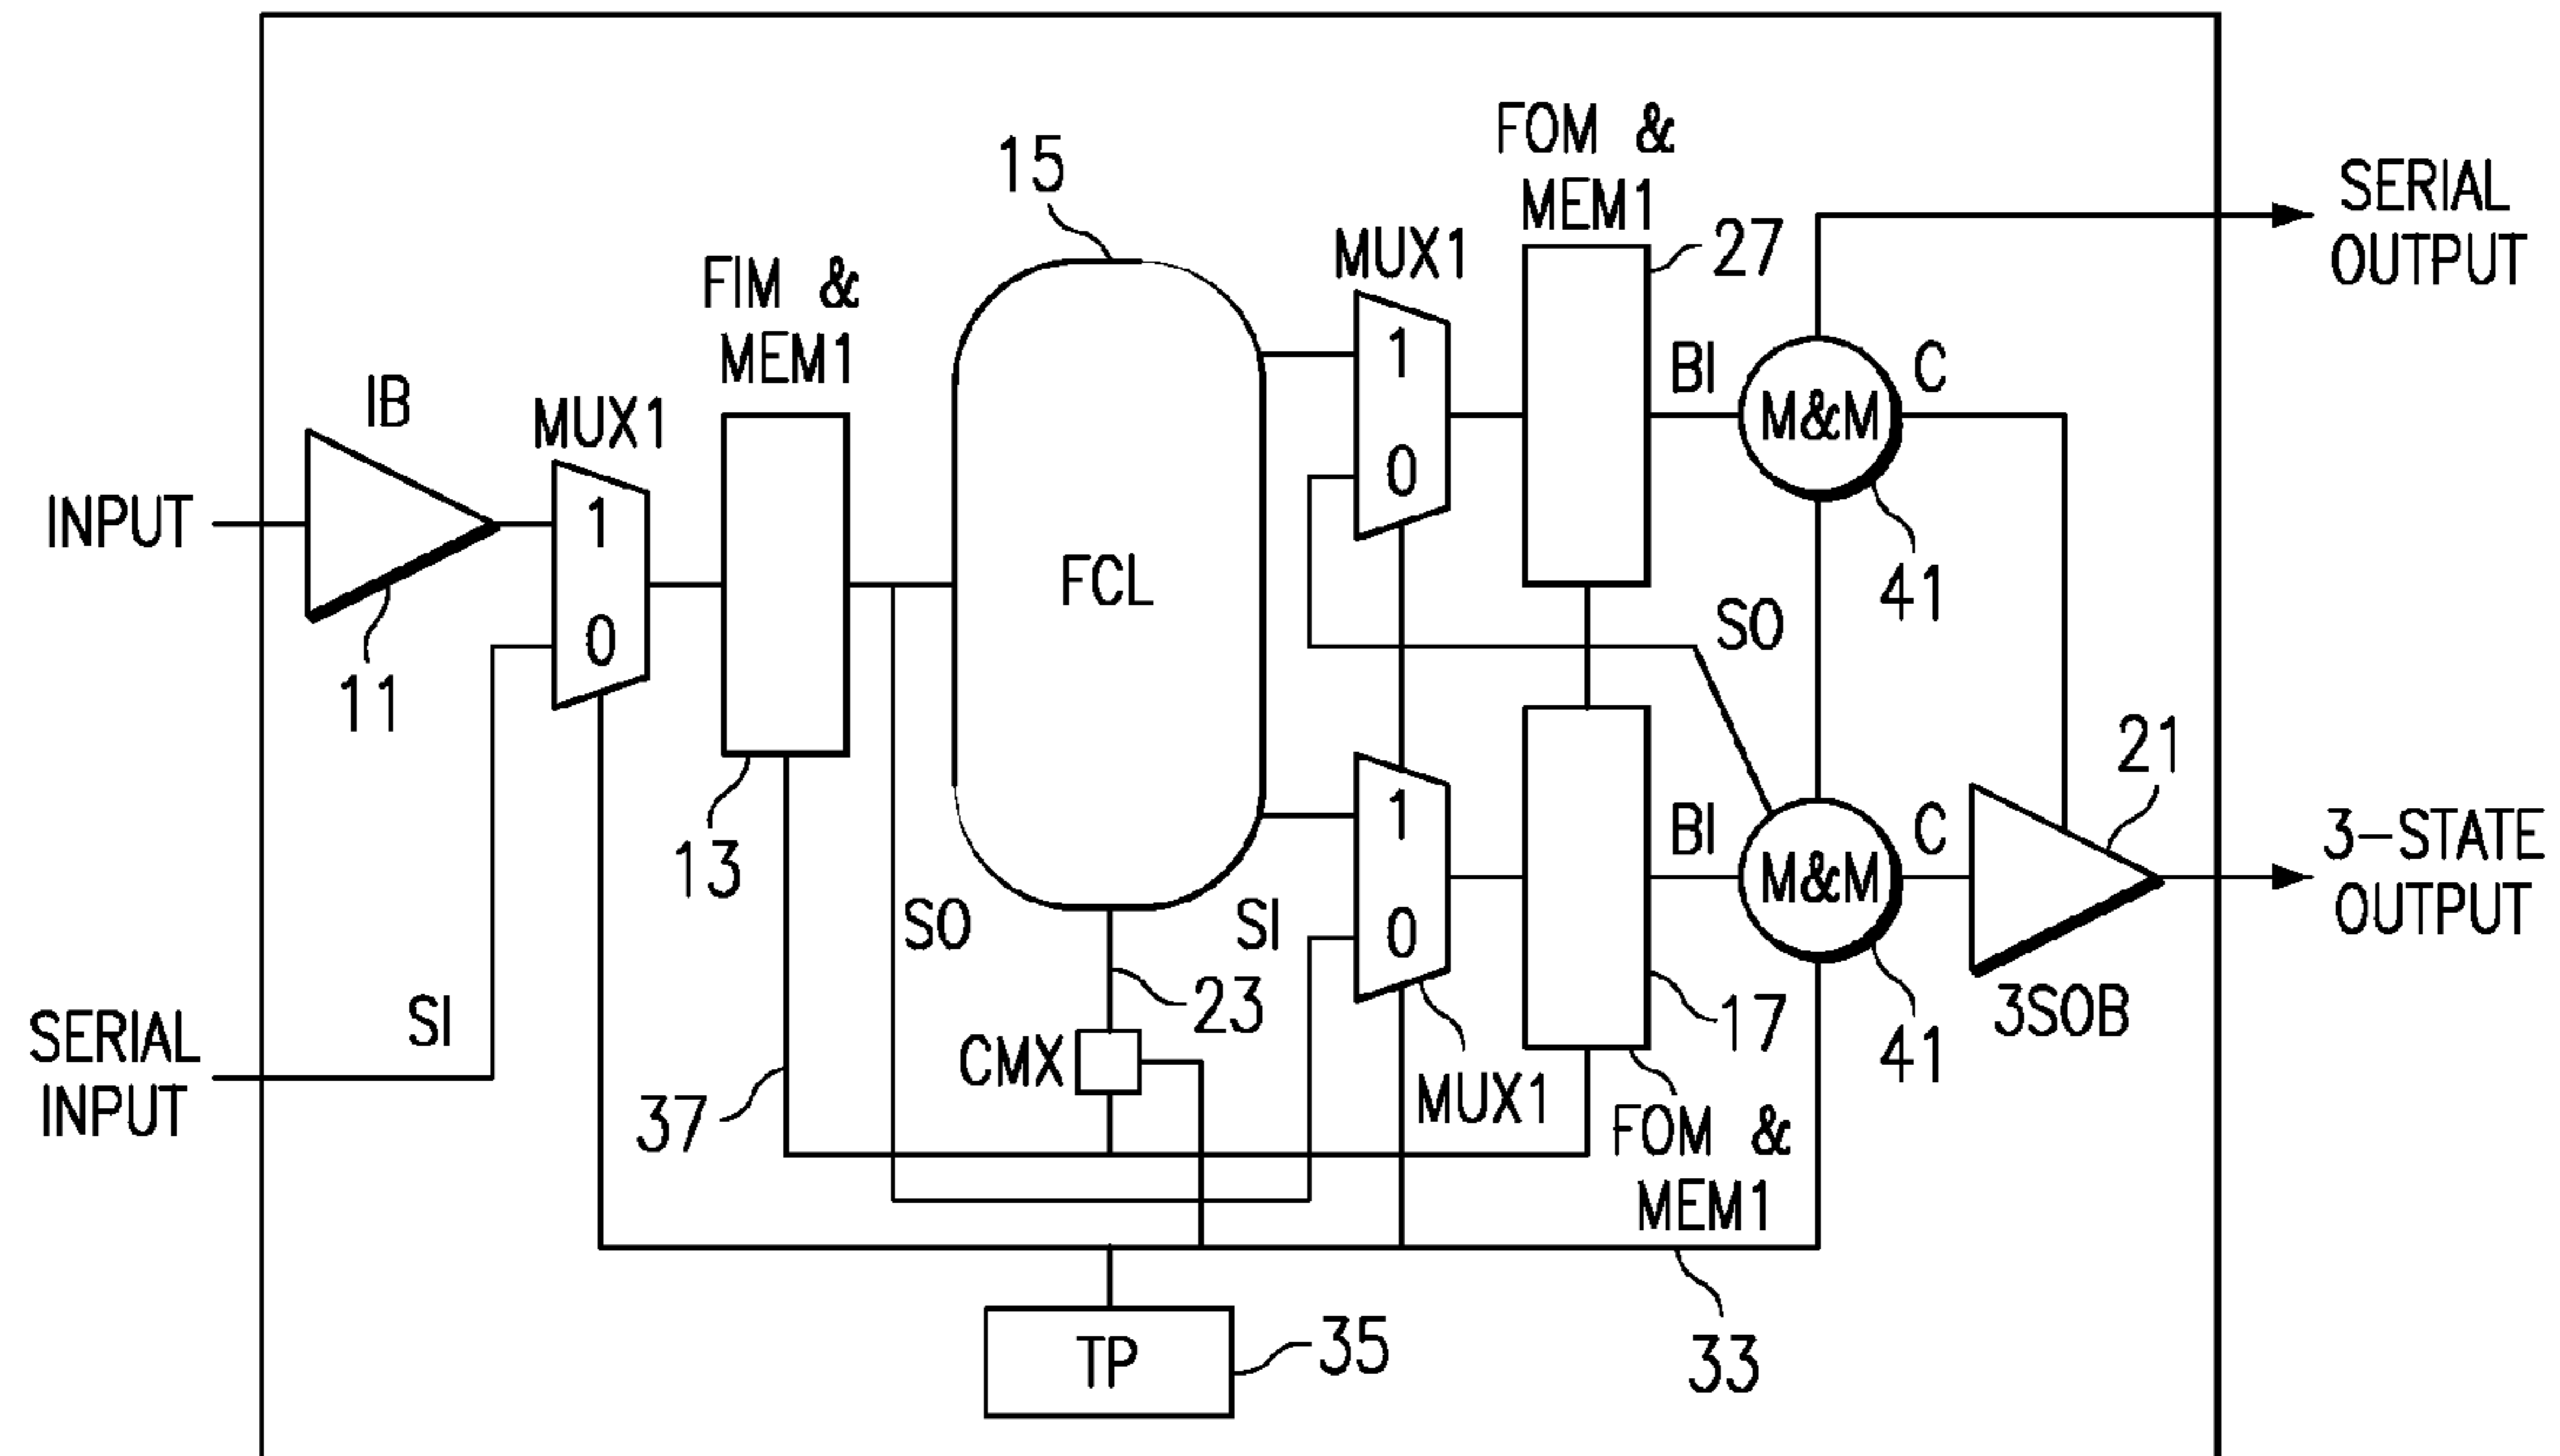 FOM &
MEM1
15
27
SERIAL
OUTPUT
MUX1
FIM &
MEM1
1
0
BI
M&M
C
41
IB
MUX1
1
0
INPUT
11
FCL
SO
13
21
1
0
BI
M&M
C
3-STATE
OUTPUT
SO
SI
23
17
3SOB
41
SERIAL
INPUT
SI
CMX
37
MUX1
FOM &
MEM1
33
TP
35